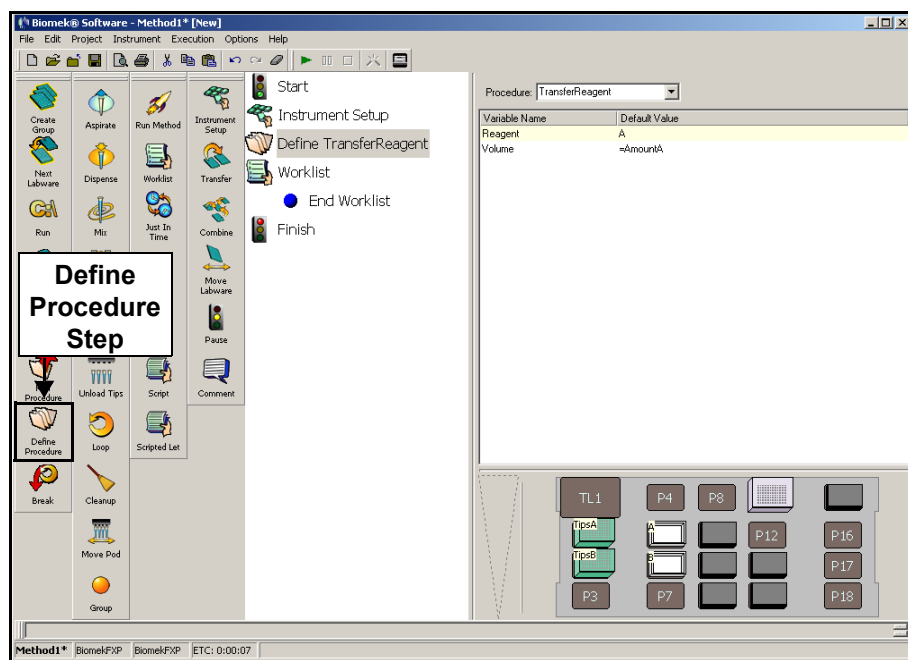 Biomek® Software - Method1* [New]
File Edit Project Instrument Execution Options Help
Create Group
Next Labware
Run
Procedure
Define Procedure
Break
Aspirate
Dispense
Mix
Unload Tips
Loop
Cleanup
Move Pod
Group
Run Method
Worklist
Just In Time
Script
Scripted Let
Instrument Setup
Transfer
Combine
Move Labware
Pause
Comment
Define
Procedure
Step
Start
Instrument Setup
Define TransferReagent
Worklist
End Worklist
Finish
Procedure: TransferReagent
Variable Name Default Value
Reagent A
Volume =AmountA
TL1 P4 P8
TipsA A P12 P16
TipsB B P17
P3 P7 P18
Method1* BiomekFXP BiomekFXP ETC: 0:00:07